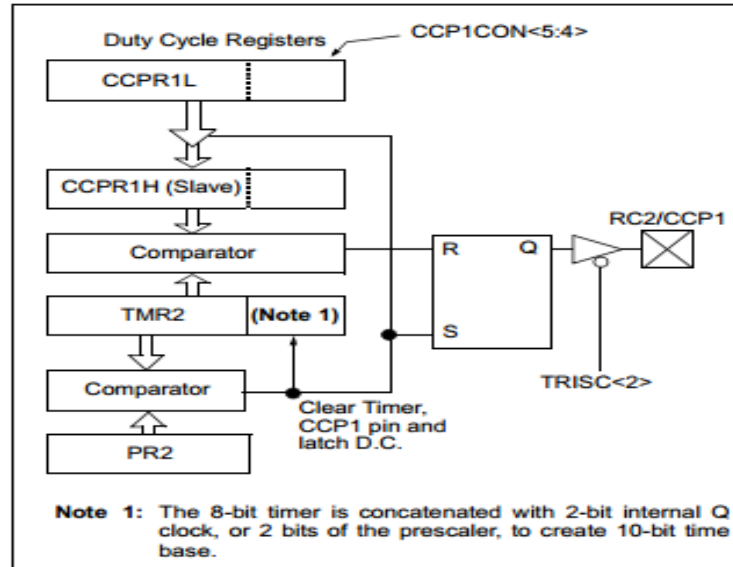 Duty Cycle Registers
CCP1CON<5:4>
CCPR1L
CCPR1H (Slave)
RC2/CCP1
Comparator
R
Q
TMR2
(Note 1)
S
Comparator
TRISC<2>
Clear Timer,
CCP1 pin and
latch D.C.
PR2
Note 1: The 8-bit timer is concatenated with 2-bit internal Q
clock, or 2 bits of the prescaler, to create 10-bit time
base.